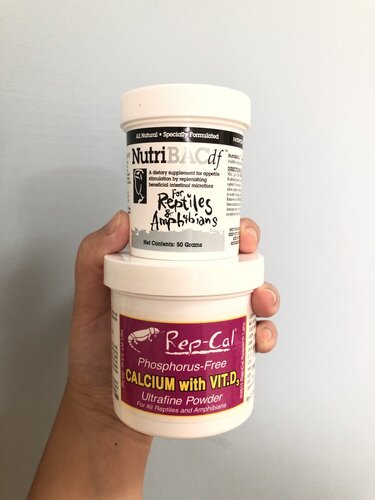 All Natural • Specially Formulated
NutriBACdf™
A dietary supplement for appetite
stimulation by replenishing
beneficial intestinal microflora
For
Reptiles
&
Amphibians
Net Contents: 50 Grams
Rep-Cal
Phosphorus-Free
CALCIUM with VIT.D3
Ultrafine Powder
For All Reptiles and Amphibians